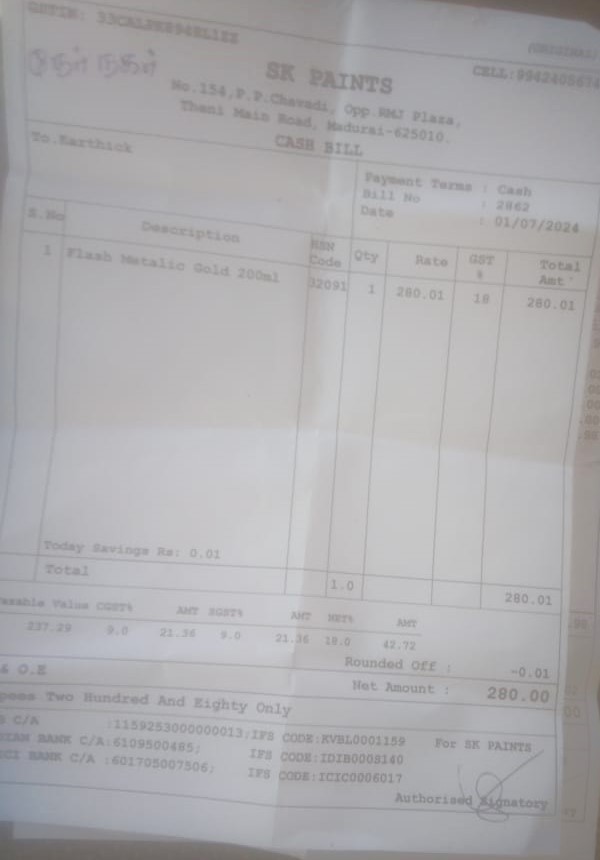 (ORIGINAL)
CELL:9942405674
முதள் நகள்
SK PAINTS
No.154,P.P.Chavadi, Opp.RMJ Plaza,
Theni Main Road, Madurai-625010.
CASH BILL
To.Karthick
Payment Terms : Cash
Bill No : 2862
Date : 01/07/2024
S.No Description HSN Code Qty Rate GST % Total Amt
1 Flash Metalic Gold 200ml 32091 1 280.01 18 280.01
Today Savings Rs: 0.01
Total 1.0 280.01
Taxable Value CGST% AMT SGST% AMT NET% AMT
237.29 9.0 21.36 9.0 21.36 18.0 42.72
Rounded Off : -0.01
& O.E
Net Amount : 280.00
pees Two Hundred And Eighty Only
C/A :1159253000000013;IFS CODE:KVBL0001159
For SK PAINTS
IAN BANK C/A:6109500485; IFS CODE:IDIB000S140
CI BANK C/A :601705007506; IFS CODE:ICIC0006017
Authorised Signatory